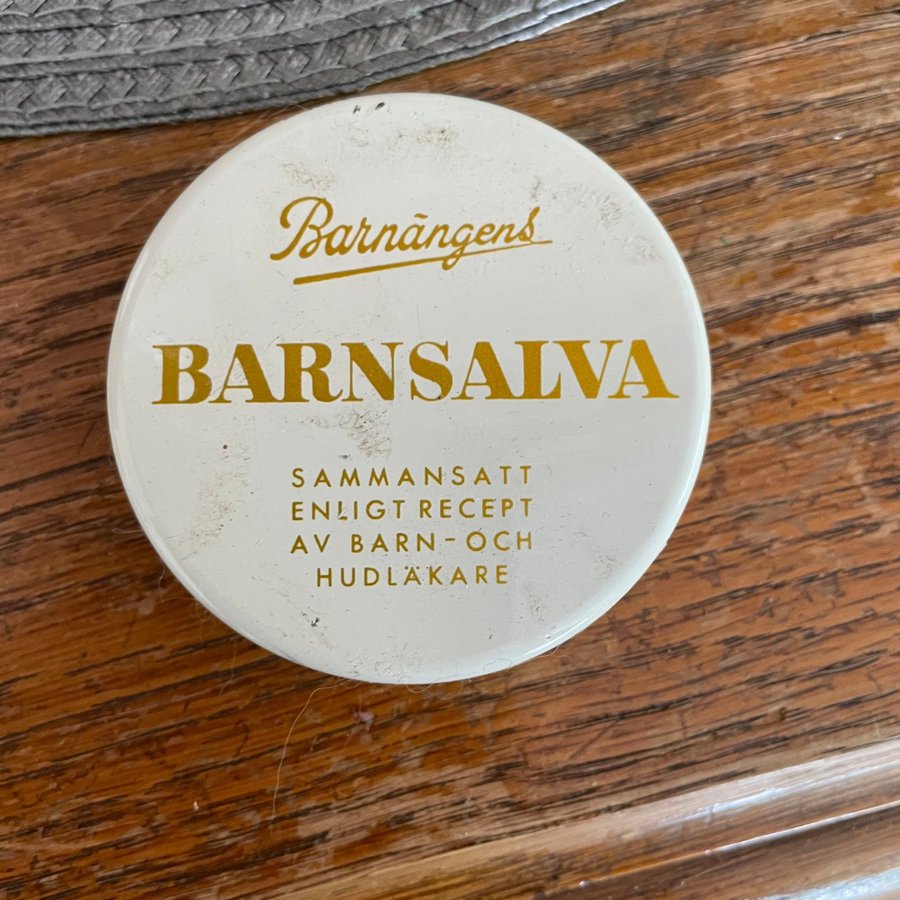 Barnängens
BARNSALVA
SAMMANSATT
ENLIGT RECEPT
AV BARN-OCH
HUDLÄKARE